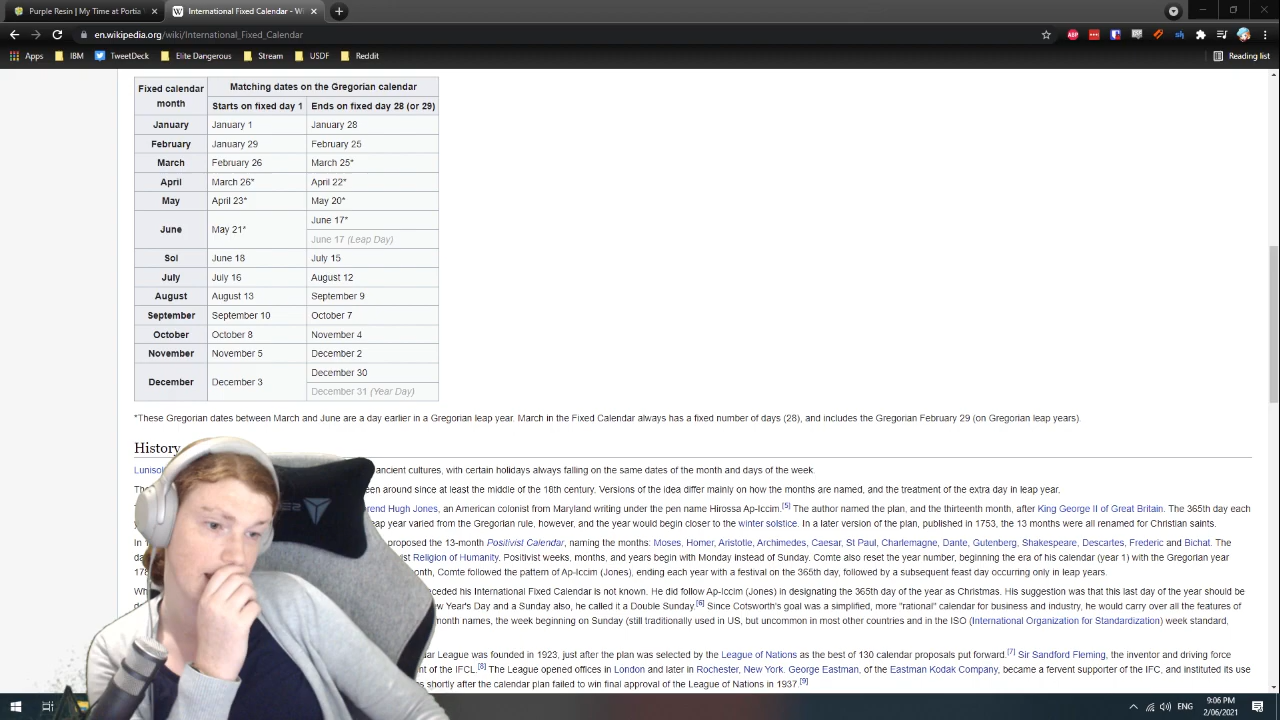 Purple Resin | My Time at Portia
International Fixed Calendar - Wi
en.wikipedia.org/wiki/International_Fixed_Calendar
Apps IBM TweetDeck Elite Dangerous Stream USDF Reddit Reading list
Fixed calendar month Matching dates on the Gregorian calendar
Starts on fixed day 1 Ends on fixed day 28 (or 29)
January January 1 January 28
February January 29 February 25
March February 26 March 25*
April March 26* April 22*
May April 23* May 20*
June May 21* June 17*
June 17 (Leap Day)
Sol June 18 July 15
July July 16 August 12
August August 13 September 9
September September 10 October 7
October October 8 November 4
November November 5 December 2
December December 3 December 30
December 31 (Year Day)
*These Gregorian dates between March and June are a day earlier in a Gregorian leap year. March in the Fixed Calendar always has a fixed number of days (28), and includes the Gregorian February 29 (on Gregorian leap years).
History
Lunisol ancient cultures, with certain holidays always falling on the same dates of the month and days of the week
The een around since at least the middle of the 18th century. Versions of the idea differ mainly on how the months are named, and the treatment of the extra day in leap year.
rend Hugh Jones, an American colonist from Maryland writing under the pen name Hirossa Ap-Iccim.[5] The author named the plan, and the thirteenth month, after King George II of Great Britain. The 365th day each
eap year varied from the Gregorian rule, however, and the year would begin closer to the winter solstice. In a later version of the plan, published in 1753, the 13 months were all renamed for Christian saints.
In 1 proposed the 13-month Positivist Calendar, naming the months: Moses, Homer, Aristotle, Archimedes, Caesar, St Paul, Charlemagne, Dante, Gutenberg, Shakespeare, Descartes, Frederic and Bichat. The
da ist Religion of Humanity. Positivist weeks, months, and years begin with Monday instead of Sunday. Comte also reset the year number, beginning the era of his calendar (year 1) with the Gregorian year
178 onth, Comte followed the pattern of Ap-Iccim (Jones), ending each year with a festival on the 365th day, followed by a subsequent feast day occurring only in leap years.
Wh ceded his International Fixed Calendar is not known. He did follow Ap-Iccim (Jones) in designating the 365th day of the year as Christmas. His suggestion was that this last day of the year should be
d ew Year's Day and a Sunday also, he called it a Double Sunday.[6] Since Cotsworth's goal was a simplified, more "rational" calendar for business and industry, he would carry over all the features of
month names, the week beginning on Sunday (still traditionally used in US, but uncommon in most other countries and in the ISO (International Organization for Standardization) week standard,
ar League was founded in 1923, just after the plan was selected by the League of Nations as the best of 130 calendar proposals put forward.[7] Sir Sandford Fleming, the inventor and driving force
nt of the IFCL.[8] The League opened offices in London and later in Rochester, New York. George Eastman, of the Eastman Kodak Company, became a fervent supporter of the IFC, and instituted its use
s shortly after the calendar plan failed to win final approval of the League of Nations in 1937.[9]
ENG
9:06 PM
2/06/2021